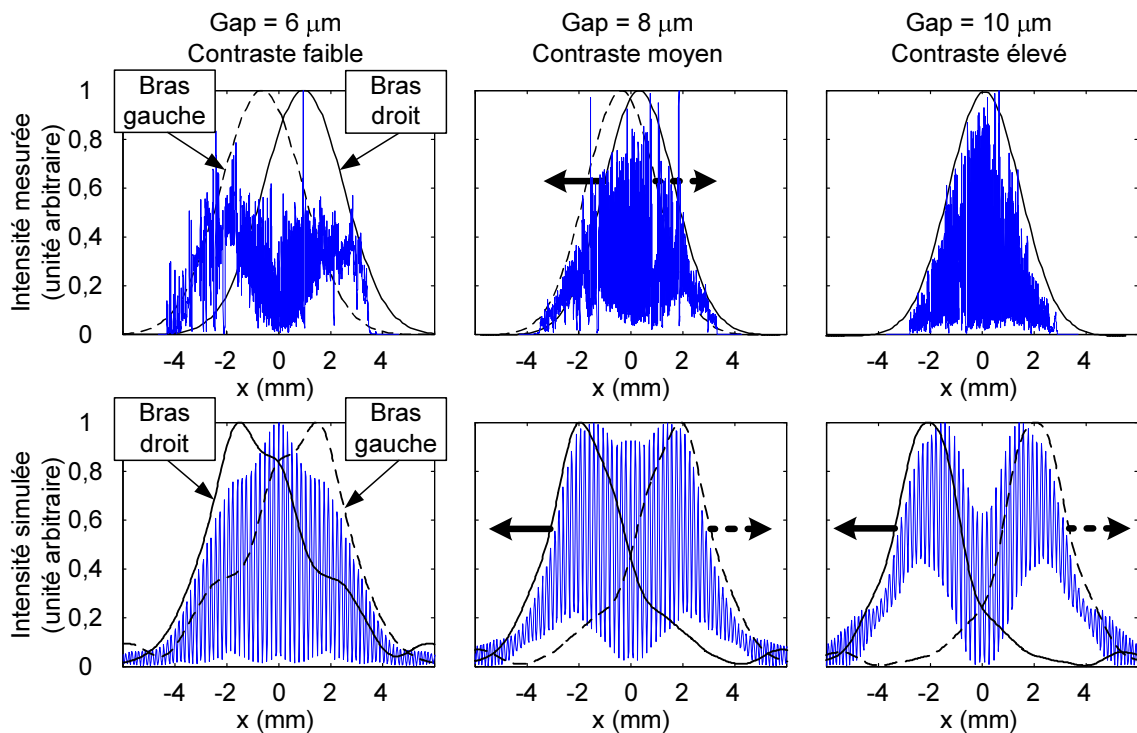 Gap = 6 μm
Contraste faible
Gap = 8 μm
Contraste moyen
Gap = 10 μm
Contraste élevé
Intensité mesurée
(unité arbitraire)
1
0,8
0,6
0,4
0,2
0
Bras
gauche
Bras
droit
-4 -2 0 2 4
x (mm)
-4 -2 0 2 4
x (mm)
-4 -2 0 2 4
x (mm)
Intensité simulée
(unité arbitraire)
1
0,8
0,6
0,4
0,2
0
Bras
droit
Bras
gauche
-4 -2 0 2 4
x (mm)
-4 -2 0 2 4
x (mm)
-4 -2 0 2 4
x (mm)